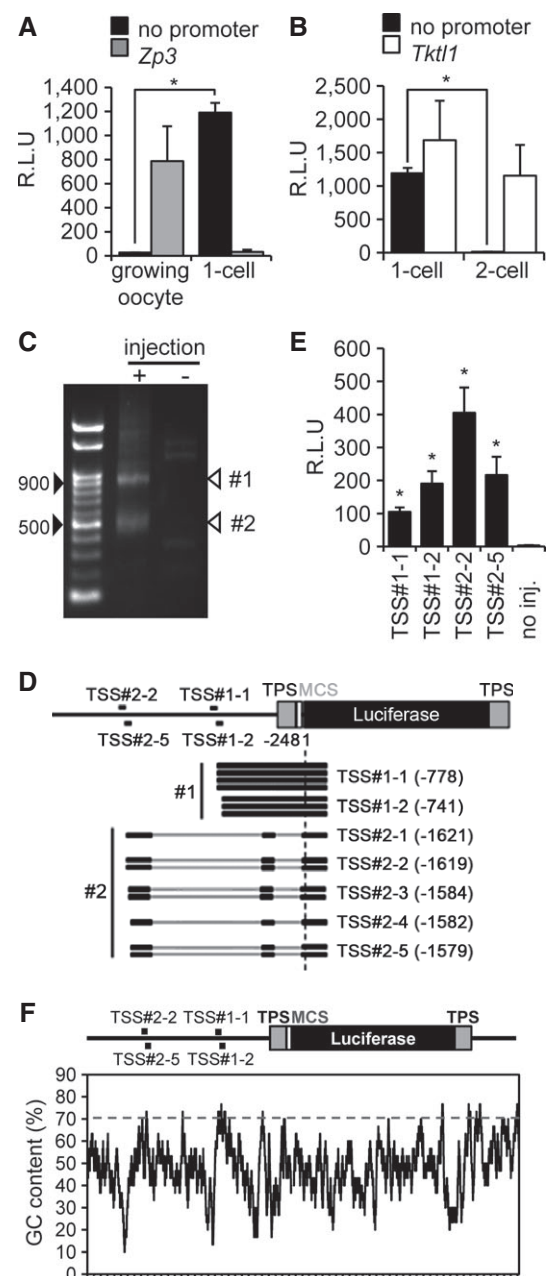 A
no promoter
Zp3
*
1,400
1,200
1,000
800
600
400
200
0
R.L.U
growing
oocyte
1-cell
B
no promoter
Tktl1
*
2,500
2,000
1,500
1,000
500
0
R.L.U
1-cell
2-cell
C
injection
+
-
900
500
#1
#2
E
600
500
400
300
200
100
0
R.L.U
*
*
*
*
TSS#1-1
TSS#1-2
TSS#2-2
TSS#2-5
no inj.
D
TSS#2-2
TSS#1-1
TPS MCS
TPS
Luciferase
TSS#2-5
TSS#1-2
-248
1
#1
TSS#1-1 (-778)
TSS#1-2 (-741)
#2
TSS#2-1 (-1621)
TSS#2-2 (-1619)
TSS#2-3 (-1584)
TSS#2-4 (-1582)
TSS#2-5 (-1579)
F
TSS#2-2
TSS#1-1
TPS MCS
TPS
Luciferase
TSS#2-5
TSS#1-2
90
80
70
60
50
40
30
20
10
0
GC content (%)